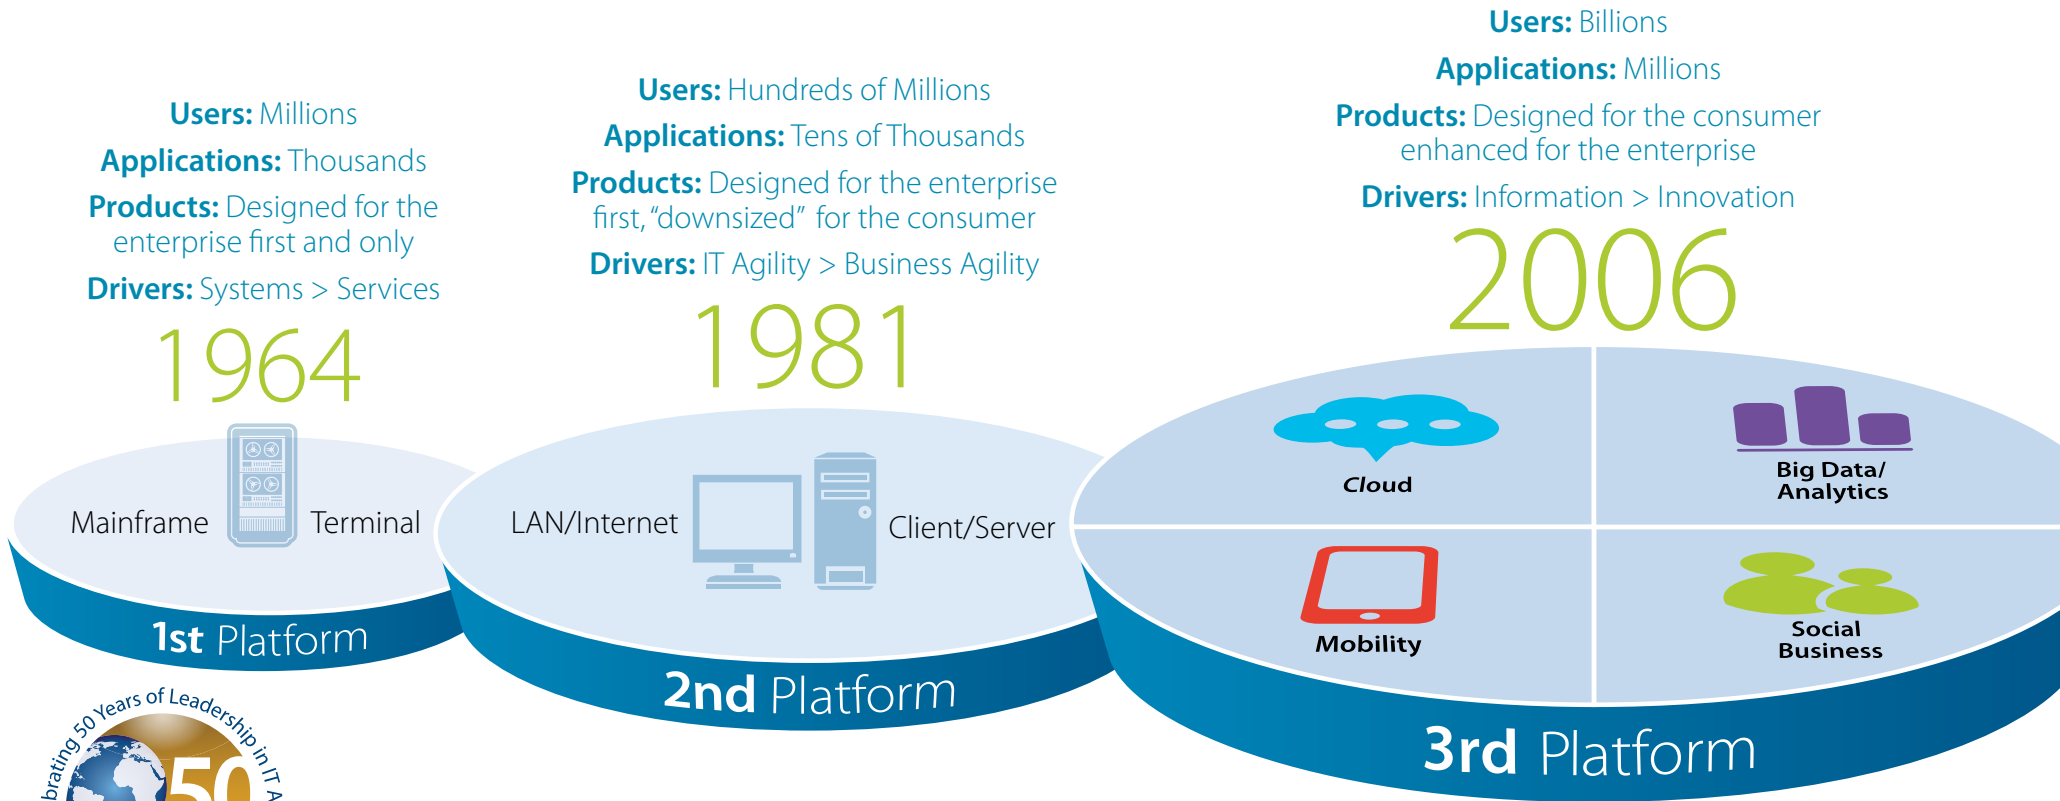 Users: Millions
Applications: Thousands
Products: Designed for the
enterprise first and only
Drivers: Systems > Services
1964
Mainframe
Terminal
1st Platform
Users: Hundreds of Millions
Applications: Tens of Thousands
Products: Designed for the enterprise
first, “downsized” for the consumer
Drivers: IT Agility > Business Agility
1981
LAN/Internet
Client/Server
2nd Platform
Users: Billions
Applications: Millions
Products: Designed for the consumer
enhanced for the enterprise
Drivers: Information > Innovation
2006
Cloud
Big Data/
Analytics
Mobility
Social
Business
3rd Platform
50 Years of Leadership in IT
50